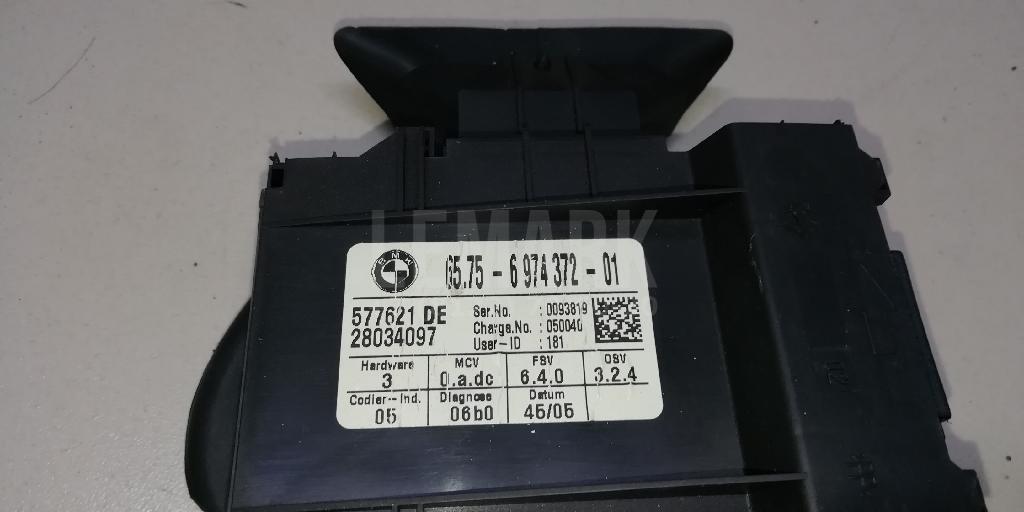 LEMARK
BMW 65.75 - 6 974 372 - 01
577621 DE
28034097
Ser.No. : 0093819
Charge.No. : 050040
User-ID : 181
Hardware MCV FSV OSV
3 0.a.dc 6.4.0 3.2.4
Codier-Ind. Diagnose Datum
05 06b0 45/05